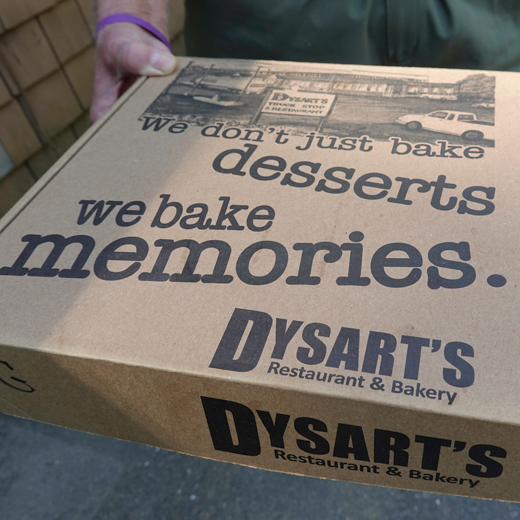 DYSART'S
TRUCK STOP
& RESTAURANT
We don't just bake
desserts
we bake
memories.
DYSART'S
Restaurant & Bakery
G
DYSART'S
Restaurant & Bakery